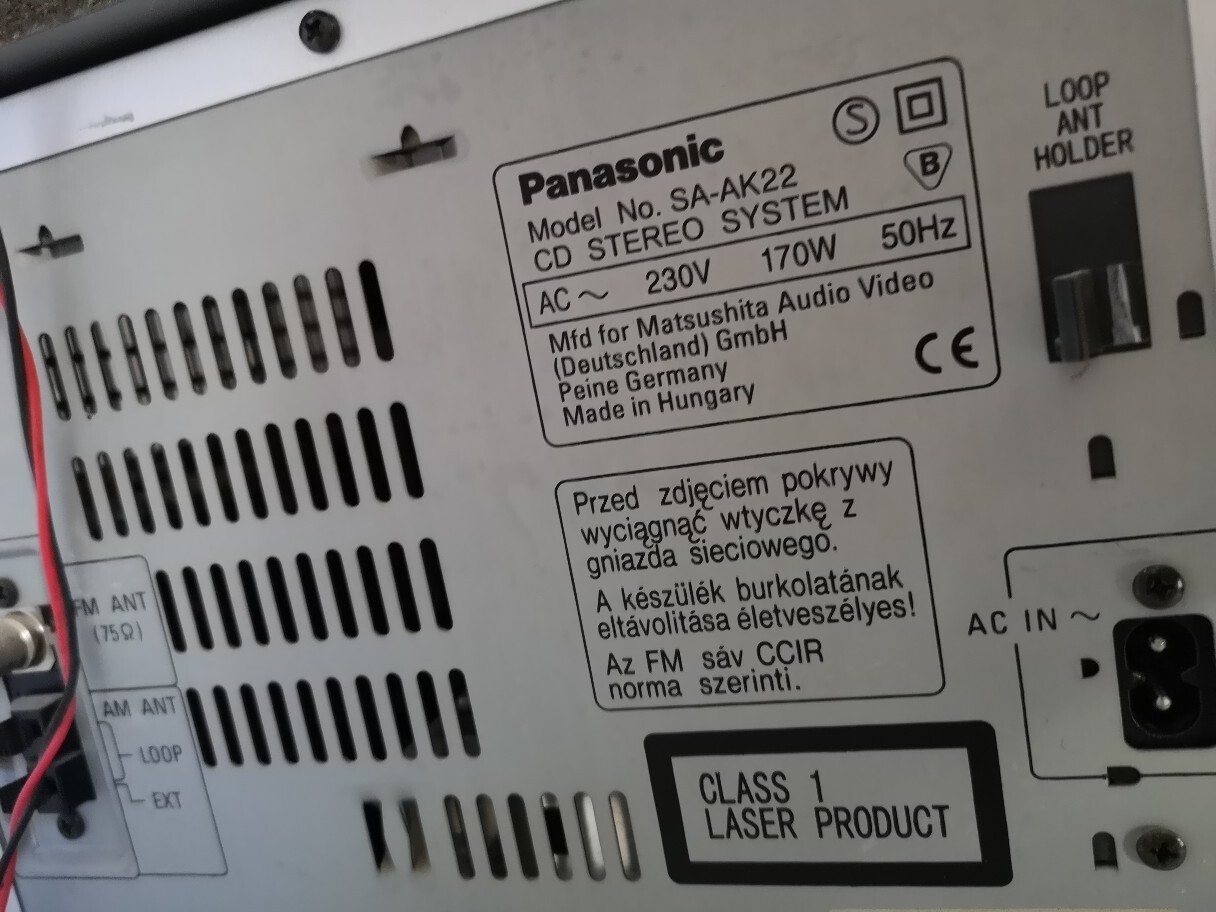 Panasonic
Model No. SA-AK22
CD STEREO SYSTEM
S
B
AC ~ 230V 170W 50Hz
Mfd for Matsushita Audio Video
(Deutschland) GmbH
Peine Germany
Made in Hungary
CE
LOOP
ANT
HOLDER
Przed zdjęciem pokrywy
wyciągnąć wtyczkę z
gniazda sieciowego.
A készülék burkolatának
eltávolitása életveszélyes!
Az FM sáv CCIR
norma szerinti.
AC IN ~
FM ANT
(75Ω)
AM ANT
LOOP
EXT
CLASS 1
LASER PRODUCT